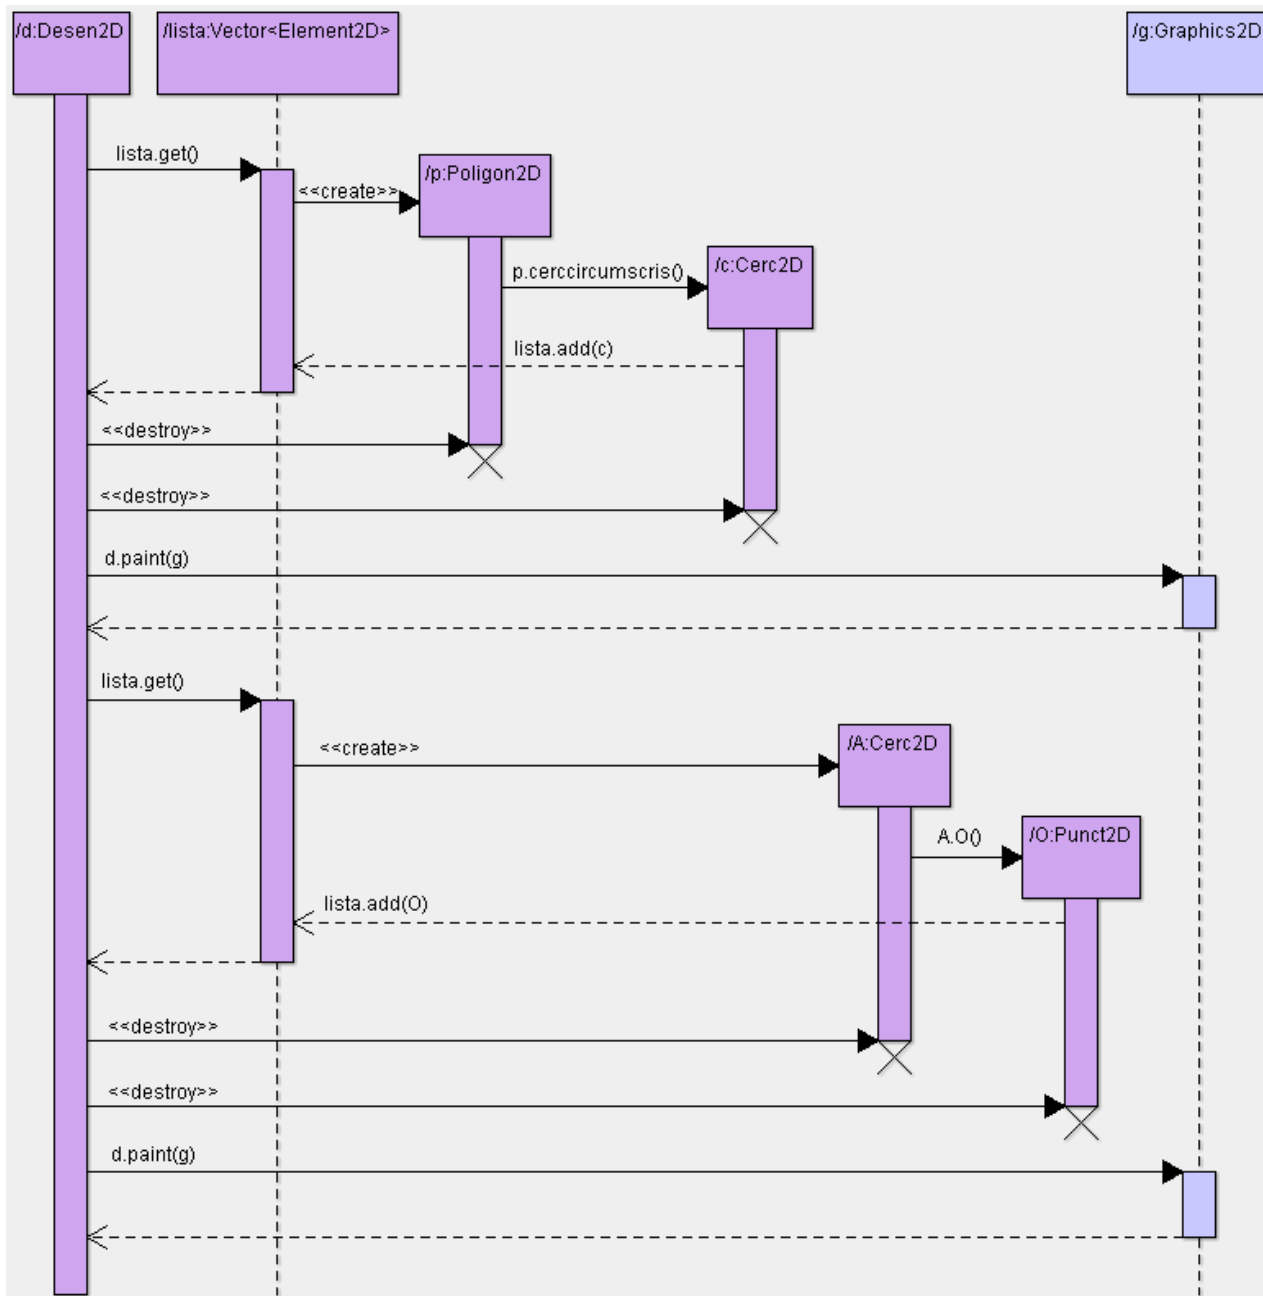 /d:Desen2D
/lista:Vector<Element2D>
/g:Graphics2D
lista.get()
/p:Poligon2D
<<create>>
/c:Cerc2D
p.cerccircumscris()
lista.add(c)
<<destroy>>
<<destroy>>
d.paint(g)
lista.get()
/A:Cerc2D
<<create>>
/O:Punct2D
A.O()
lista.add(O)
<<destroy>>
<<destroy>>
d.paint(g)